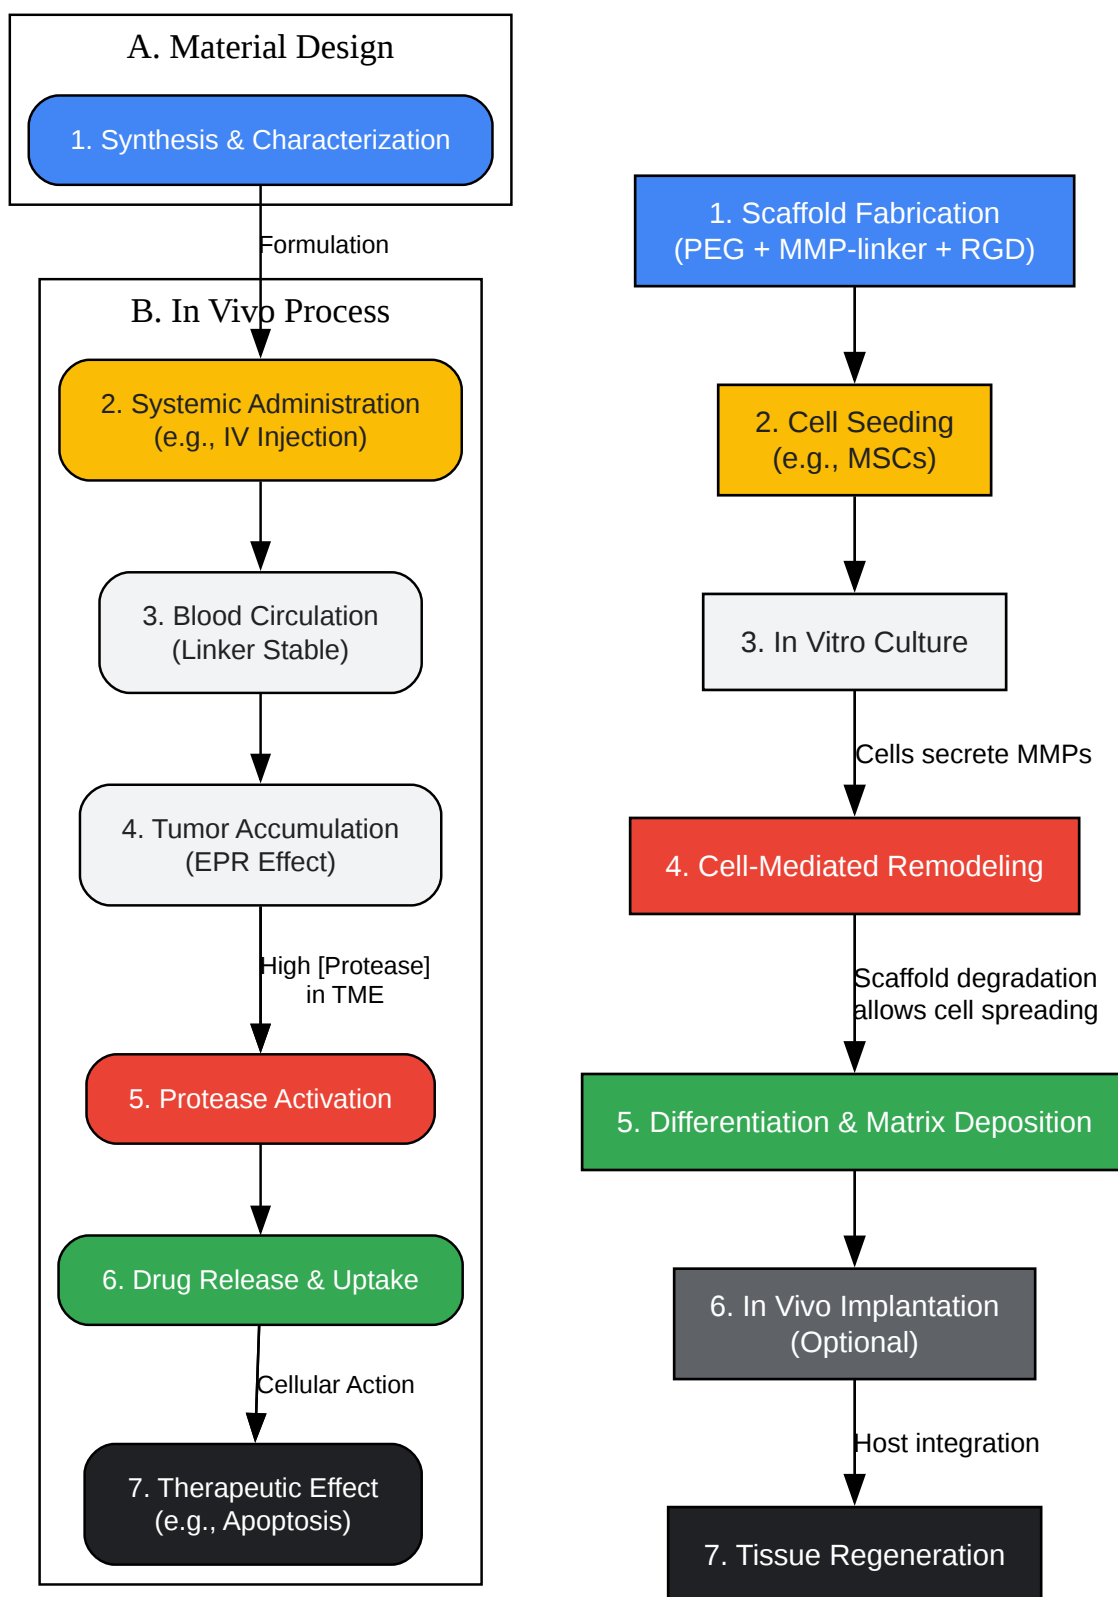 A. Material Design
1. Synthesis & Characterization
Formulation
B. In Vivo Process
2. Systemic Administration
(e.g., IV Injection)
3. Blood Circulation
(Linker Stable)
4. Tumor Accumulation
(EPR Effect)
High [Protease]
in TME
5. Protease Activation
6. Drug Release & Uptake
Cellular Action
7. Therapeutic Effect
(e.g., Apoptosis)
1. Scaffold Fabrication
(PEG + MMP-linker + RGD)
2. Cell Seeding
(e.g., MSCs)
3. In Vitro Culture
Cells secrete MMPs
4. Cell-Mediated Remodeling
Scaffold degradation
allows cell spreading
5. Differentiation & Matrix Deposition
6. In Vivo Implantation
(Optional)
Host integration
7. Tissue Regeneration